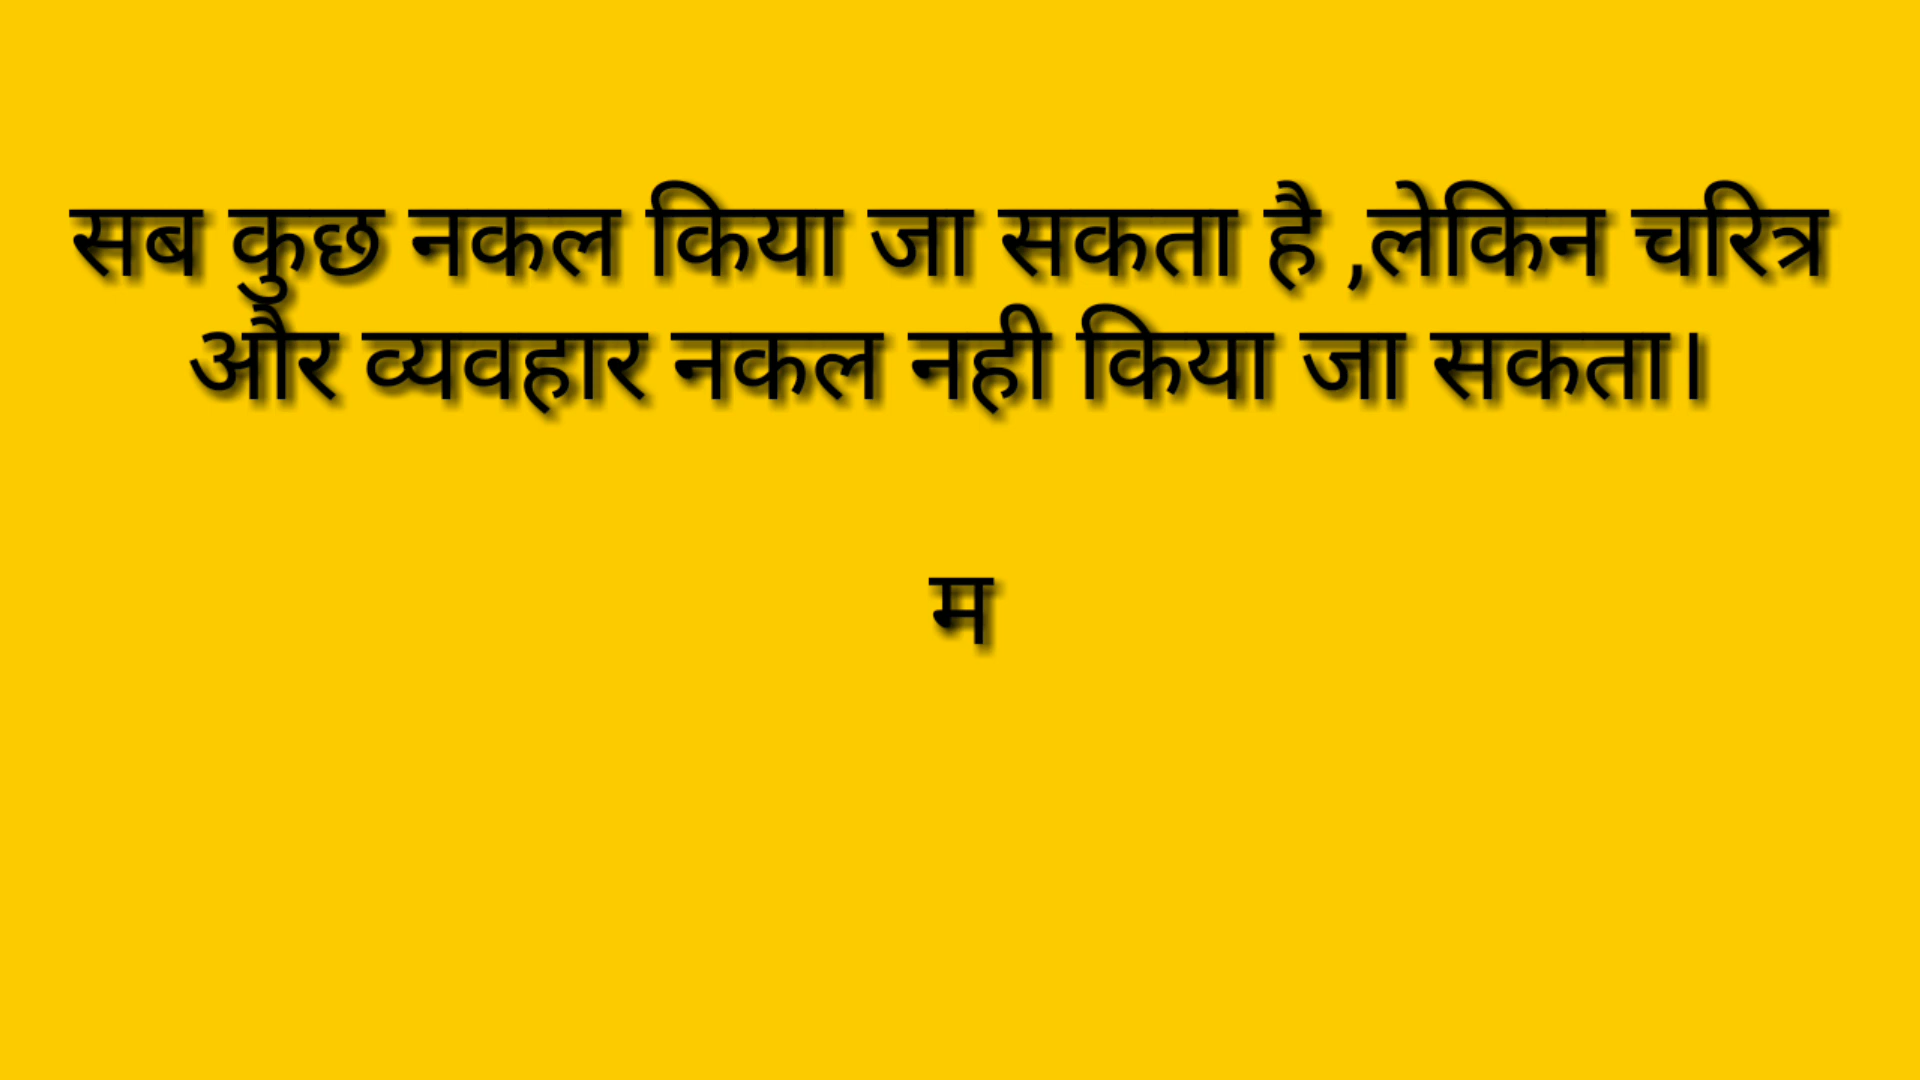 सब कुछ नकल किया जा सकता है ,लेकिन चरित्र
और व्यवहार नकल नही किया जा सकता।
म